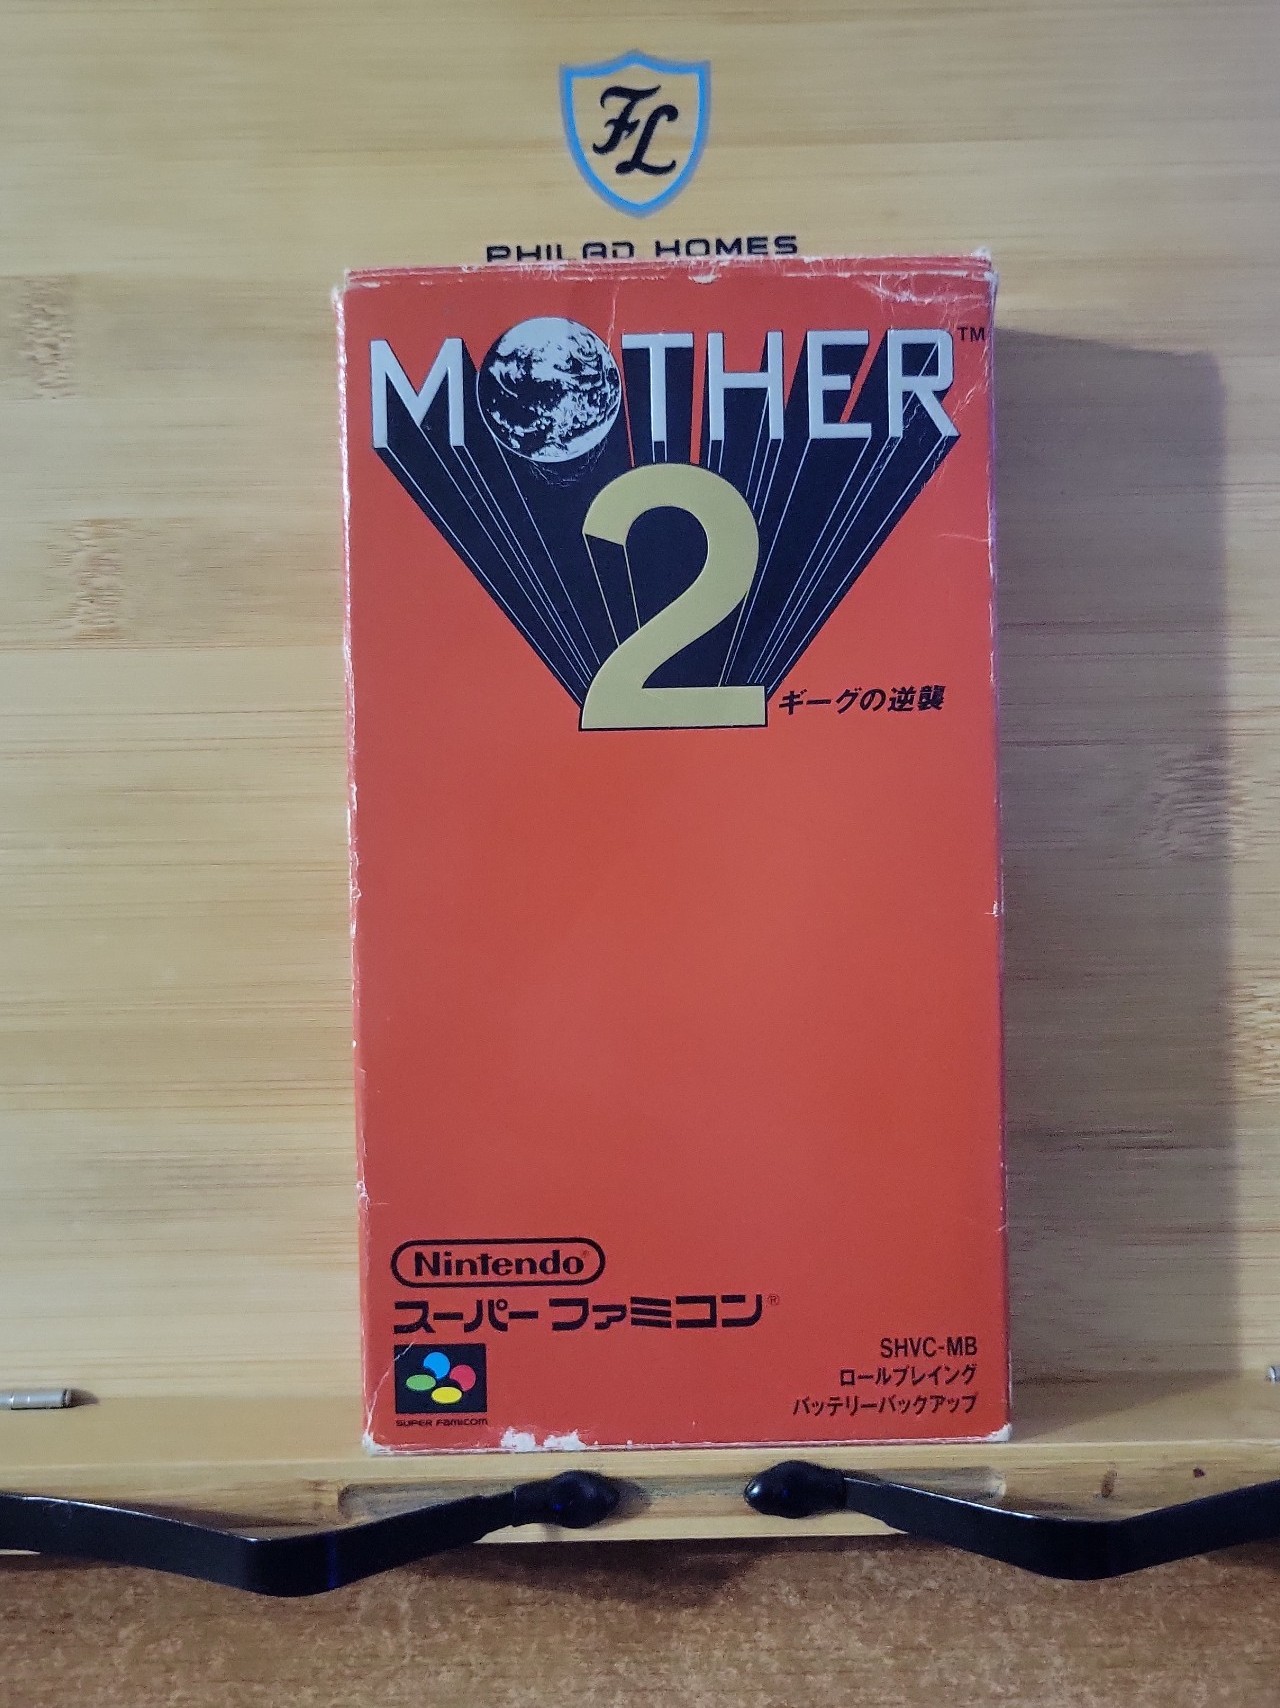 FL
PHILAD HOMES
MOTHER™
2
ギーグの逆襲
Nintendo®
スーパーファミコン®
SUPER FAMICOM
SHVC-MB
ロールプレイング
バッテリーバックアップ